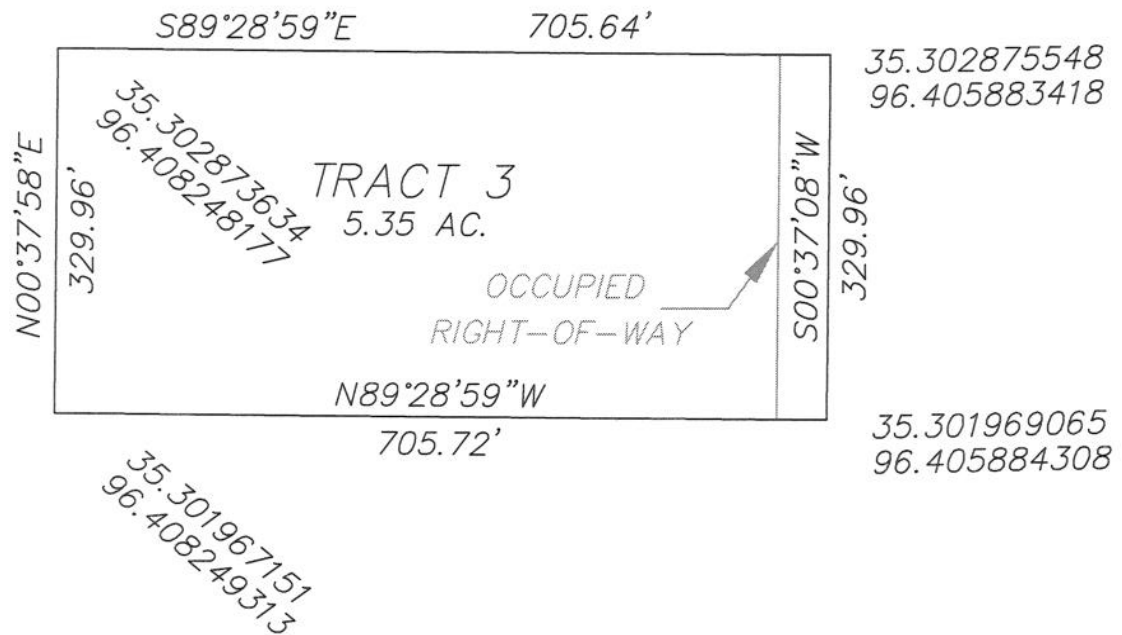 S89°28'59"E 705.64'
35.302875548
96.405883418
N00°37'58"E
329.96'
35.302873634
96.408248177
TRACT 3
5.35 AC.
S00°37'08"W
329.96'
OCCUPIED
RIGHT-OF-WAY
N89°28'59"W
705.72'
35.301969065
96.405884308
35.301967151
96.408249313